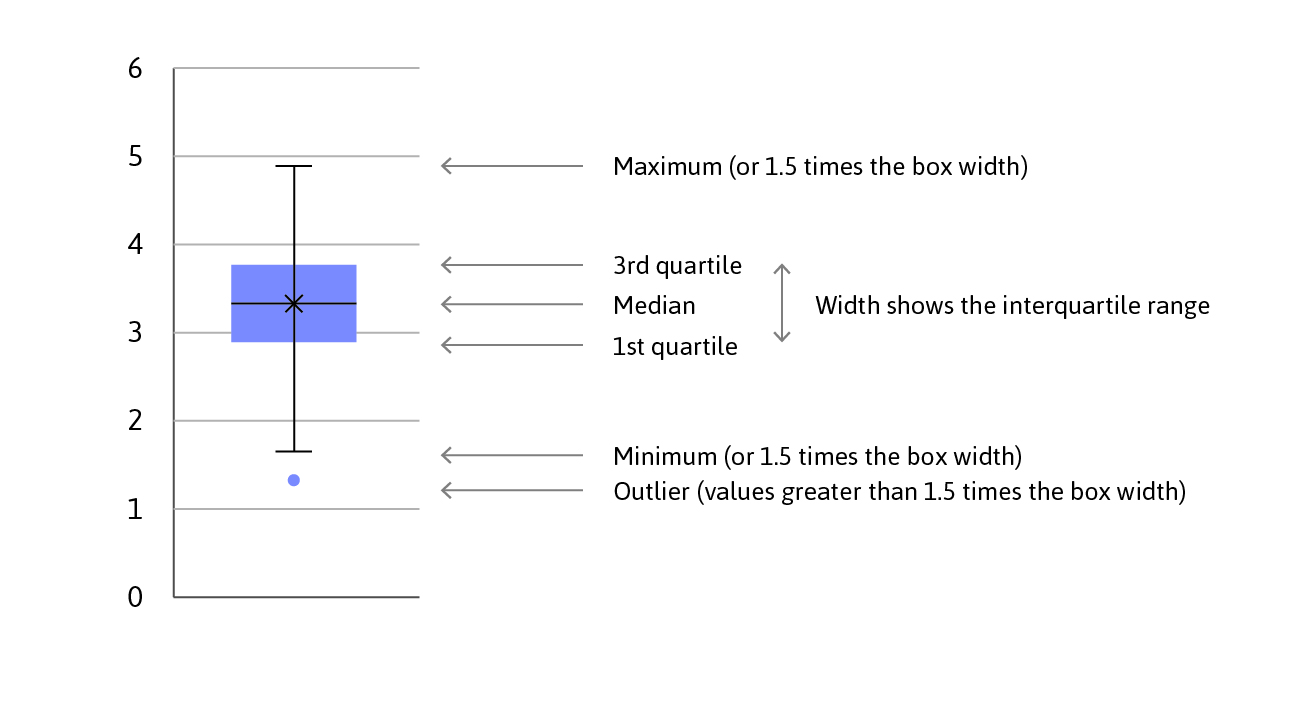 6
5
Maximum (or 1.5 times the box width)
4
3rd quartile
Median
Width shows the interquartile range
3
1st quartile
2
Minimum (or 1.5 times the box width)
Outlier (values greater than 1.5 times the box width)
1
0